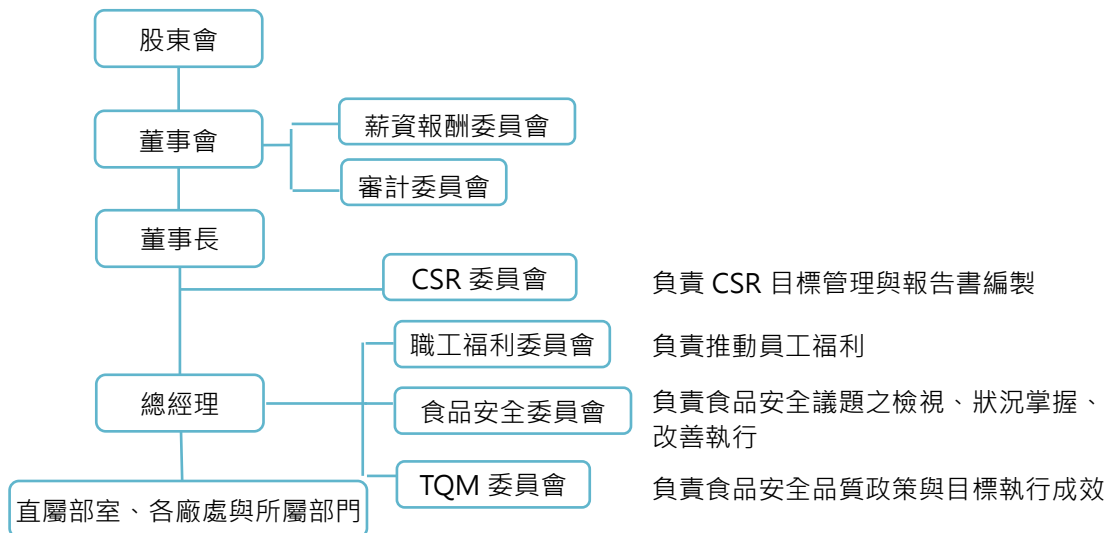 股東會
董事會
薪資報酬委員會
審計委員會
董事長
CSR 委員會
負責 CSR 目標管理與報告書編製
職工福利委員會
負責推動員工福利
總經理
食品安全委員會
負責食品安全議題之檢視、狀況掌握、
改善執行
TQM 委員會
負責食品安全品質政策與目標執行成效
直屬部室、各廠處與所屬部門